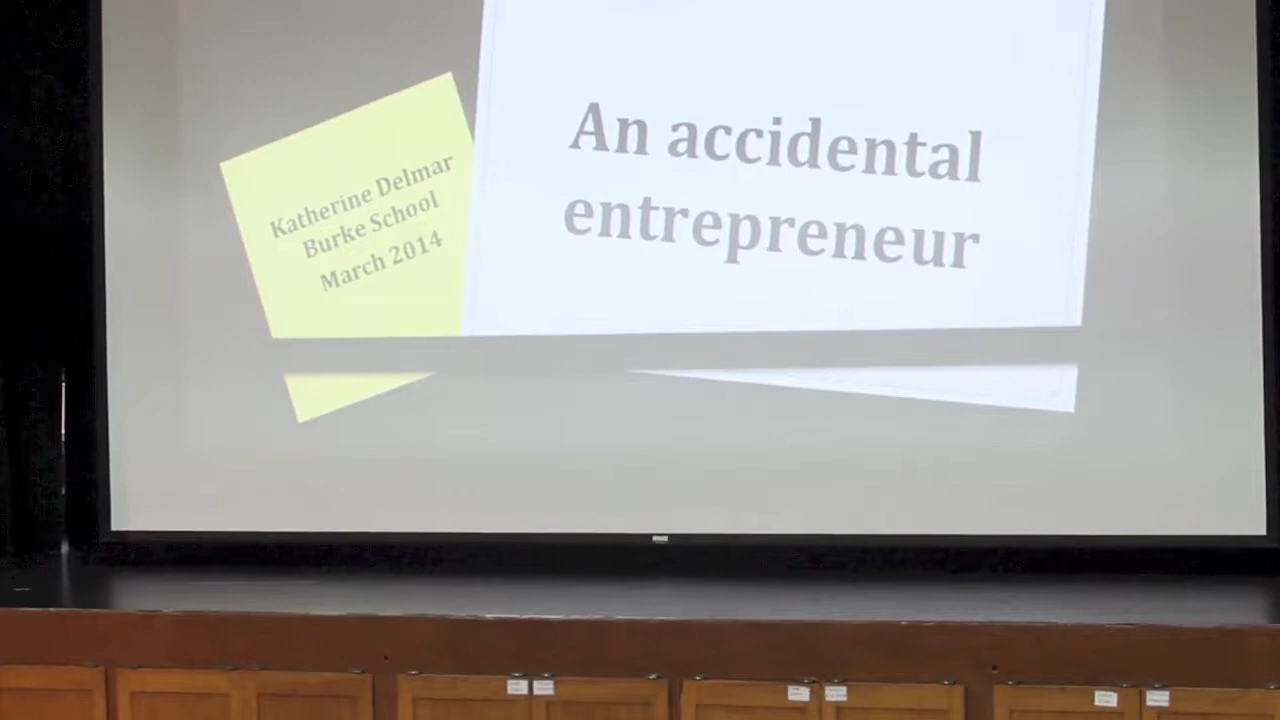 Katherine Delmar
Burke School
March 2014
An accidental
entrepreneur